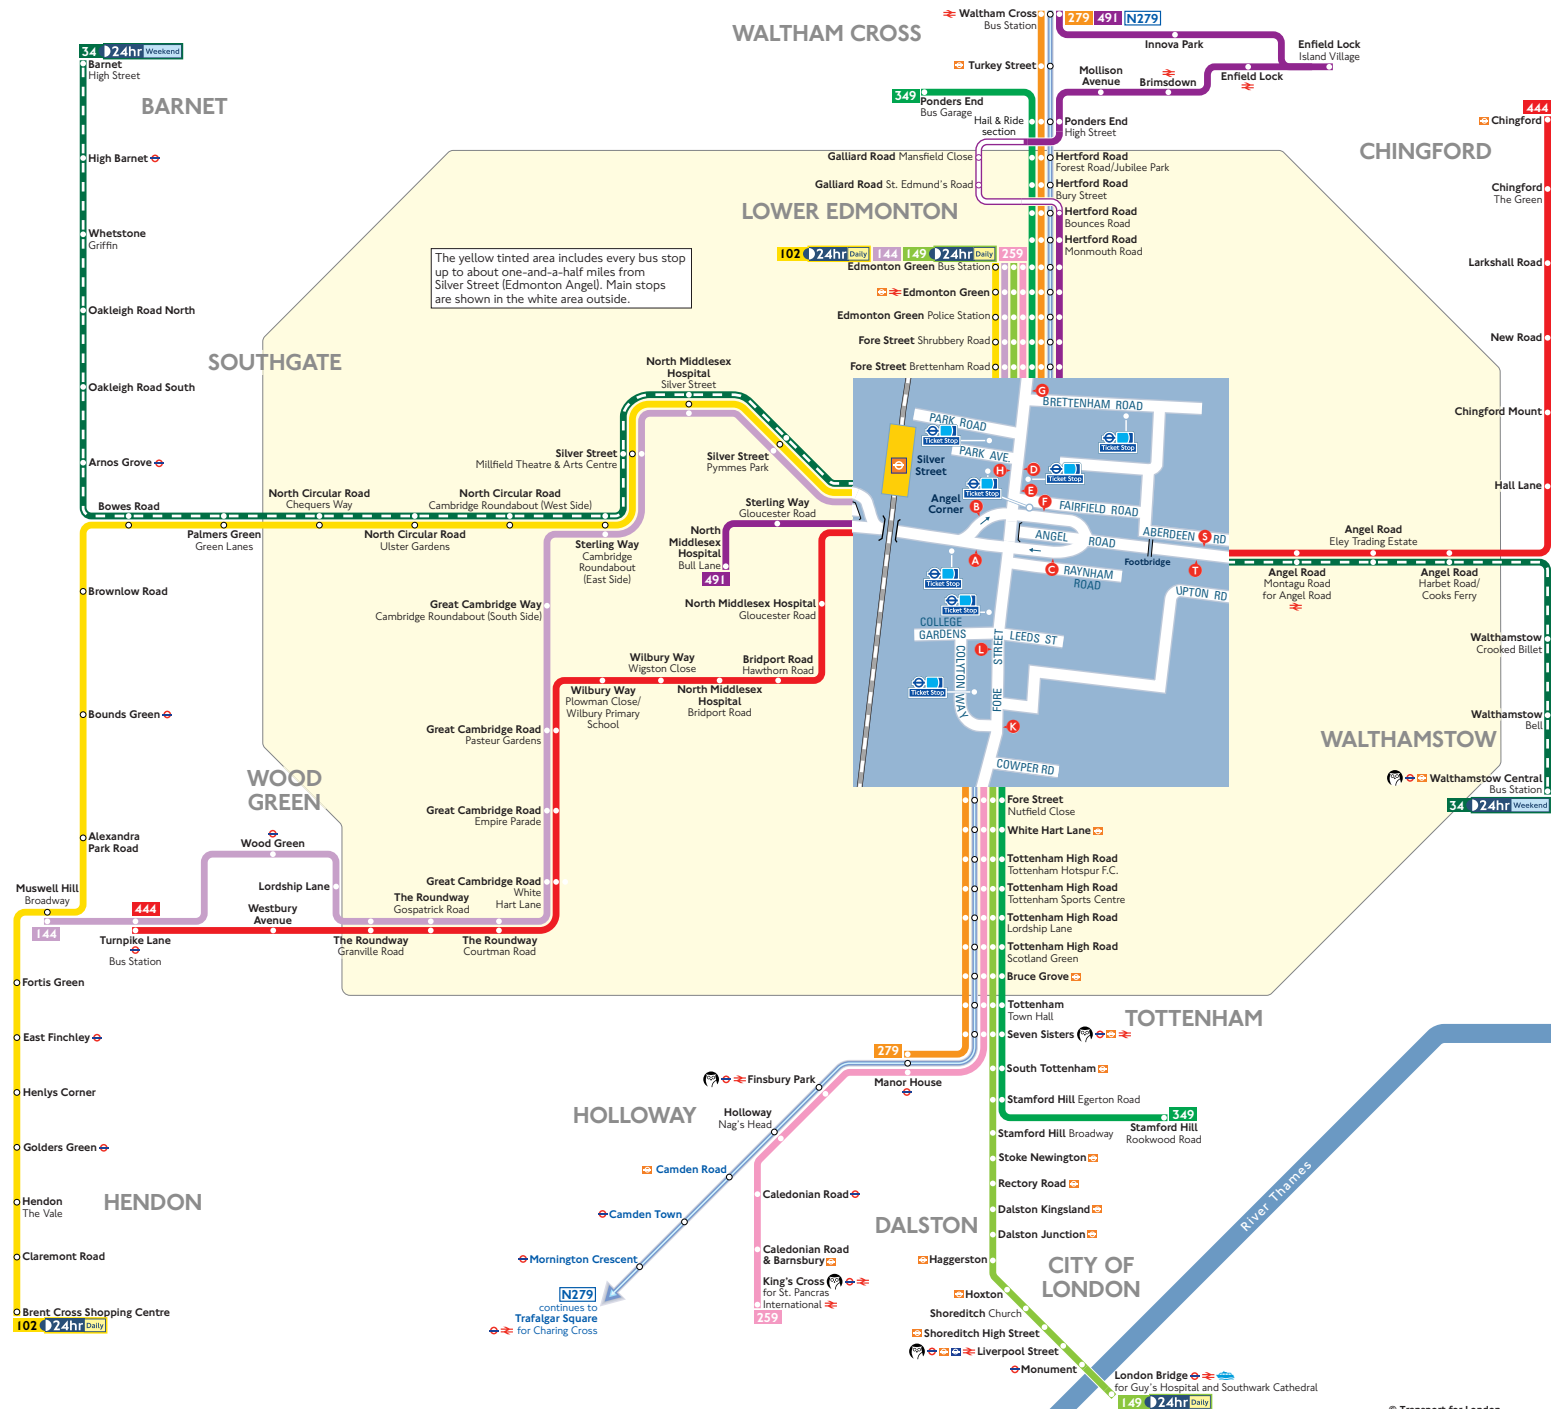 WALTHAM CROSS
Waltham Cross
Bus Station
279
491
N279
Innova Park
Enfield Lock
Island Village
Turkey Street
Mollison
Avenue
Brimsdown
Enfield Lock
349
Ponders End
Bus Garage
Hail & Ride
section
Ponders End
High Street
444
Chingford
CHINGFORD
Chingford
The Green
Larkshall Road
New Road
Chingford Mount
Hall Lane
34
24hr
Weekend
Barnet
High Street
BARNET
High Barnet
Whetstone
Griffin
Oakleigh Road North
Oakleigh Road South
Arnos Grove
Bowes Road
SOUTHGATE
The yellow tinted area includes every bus stop
up to about one-and-a-half miles from
Silver Street (Edmonton Angel). Main stops
are shown in the white area outside.
Galliard Road Mansfield Close
Galliard Road St. Edmund's Road
LOWER EDMONTON
Hertford Road
Forest Road/Jubilee Park
Hertford Road
Bury Street
Hertford Road
Bounces Road
Hertford Road
Monmouth Road
102
24hr
Daily
144
149
24hr
Daily
259
Edmonton Green Bus Station
Edmonton Green
Edmonton Green Police Station
Fore Street Shrubbery Road
Fore Street Brettenham Road
North Middlesex
Hospital
Silver Street
Silver Street
Millfield Theatre & Arts Centre
Silver Street
Pymmes Park
Palmers Green
Green Lanes
North Circular Road
Chequers Way
North Circular Road
Ulster Gardens
North Circular Road
Cambridge Roundabout (West Side)
Sterling Way
Cambridge
Roundabout
(East Side)
Sterling Way
Gloucester Road
North
Middlesex
Hospital
Bull Lane
491
North Middlesex Hospital
Gloucester Road
Great Cambridge Way
Cambridge Roundabout (South Side)
Bridport Road
Hawthorn Road
Wilbury Way
Wigston Close
North Middlesex
Hospital
Bridport Road
Wilbury Way
Plowman Close/
Wilbury Primary
School
Great Cambridge Road
Pasteur Gardens
Great Cambridge Road
Empire Parade
Great Cambridge Road
White
Hart Lane
G
BRETTENHAM ROAD
PARK ROAD
Ticket Stop
Ticket Stop
PARK AVE
Silver
Street
H
D
Ticket Stop
Ticket Stop
E
F
Angel
Corner
B
FAIRFIELD ROAD
ANGEL ROAD
ABERDEEN RD
S
Footbridge
A
C
T
RAYNHAM
ROAD
Ticket Stop
UPTON RD
Ticket Stop
COLLEGE
GARDENS
LEEDS ST
L
COLYTON WAY
FORE STREET
Ticket Stop
K
COWPER RD
Angel Road
Eley Trading Estate
Angel Road
Montagu Road
for Angel Road
Angel Road
Harbet Road/
Cooks Ferry
Walthamstow
Crooked Billet
Walthamstow
Bell
WALTHAMSTOW
Walthamstow Central
Bus Station
34
24hr
Weekend
Brownlow Road
Bounds Green
WOOD
GREEN
Alexandra
Park Road
Wood Green
Lordship Lane
Muswell Hill
Broadway
144
444
Turnpike Lane
Bus Station
Westbury
Avenue
The Roundway
Granville Road
The Roundway
Gospatrick Road
The Roundway
Courtman Road
Fortis Green
East Finchley
Henlys Corner
Golders Green
Hendon
The Vale
HENDON
Claremont Road
Brent Cross Shopping Centre
102
24hr
Daily
Fore Street
Nutfield Close
White Hart Lane
Tottenham High Road
Tottenham Hotspur F.C.
Tottenham High Road
Tottenham Sports Centre
Tottenham High Road
Lordship Lane
Tottenham High Road
Scotland Green
Bruce Grove
Tottenham
Town Hall
TOTTENHAM
Seven Sisters
South Tottenham
Stamford Hill Egerton Road
349
Stamford Hill
Rookwood Road
Stamford Hill Broadway
Stoke Newington
Rectory Road
Dalston Kingsland
DALSTON
Dalston Junction
Haggerston
CITY OF
LONDON
Hoxton
Shoreditch Church
Shoreditch High Street
Liverpool Street
Monument
London Bridge
for Guy's Hospital and Southwark Cathedral
149
24hr
Daily
River Thames
279
Manor House
Finsbury Park
HOLLOWAY
Holloway
Nag's Head
Camden Road
Camden Town
Mornington Crescent
N279
continues to
Trafalgar Square
for Charing Cross
Caledonian Road
Caledonian Road
& Barnsbury
King's Cross
for St. Pancras
International
259